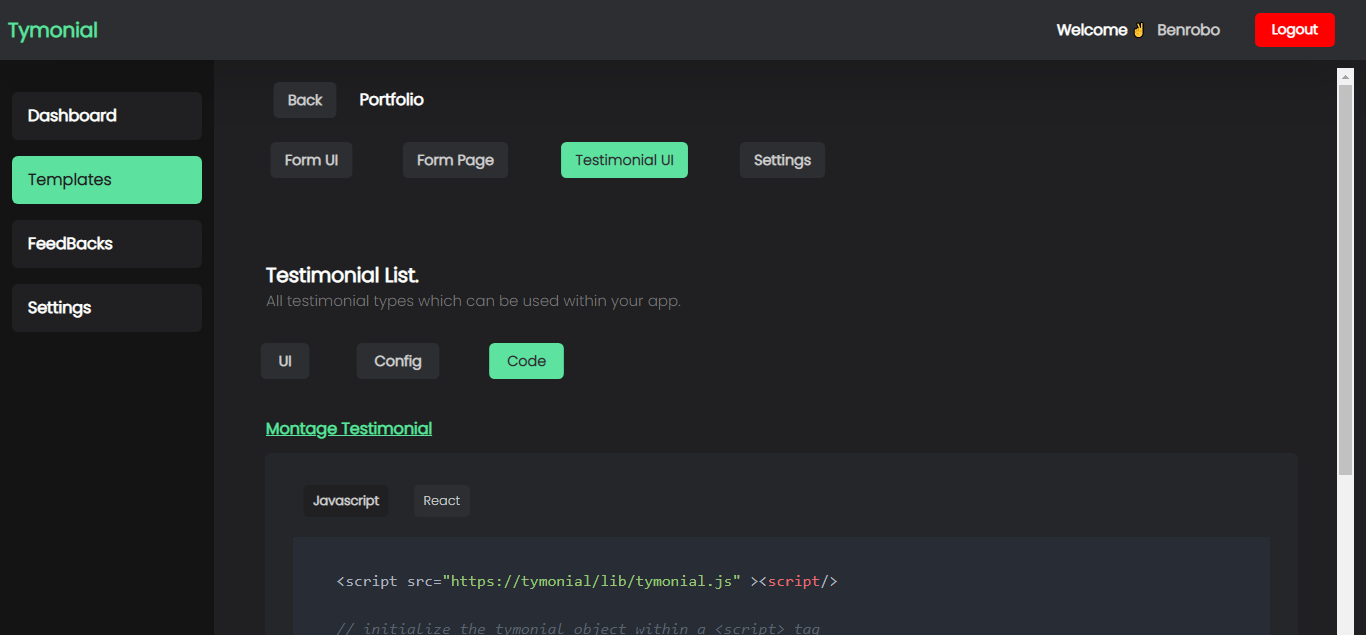 Tymonial
Welcome ✌ Benrobo
Logout
Dashboard
Templates
FeedBacks
Settings
Back
Portfolio
Form UI
Form Page
Testimonial UI
Settings
Testimonial List.
All testimonial types which can be used within your app.
UI
Config
Code
Montage Testimonial
Javascript
React
<script src="https://tymonial/lib/tymonial.js" ><script/>
// initialize the tymonial object within a <script> tag